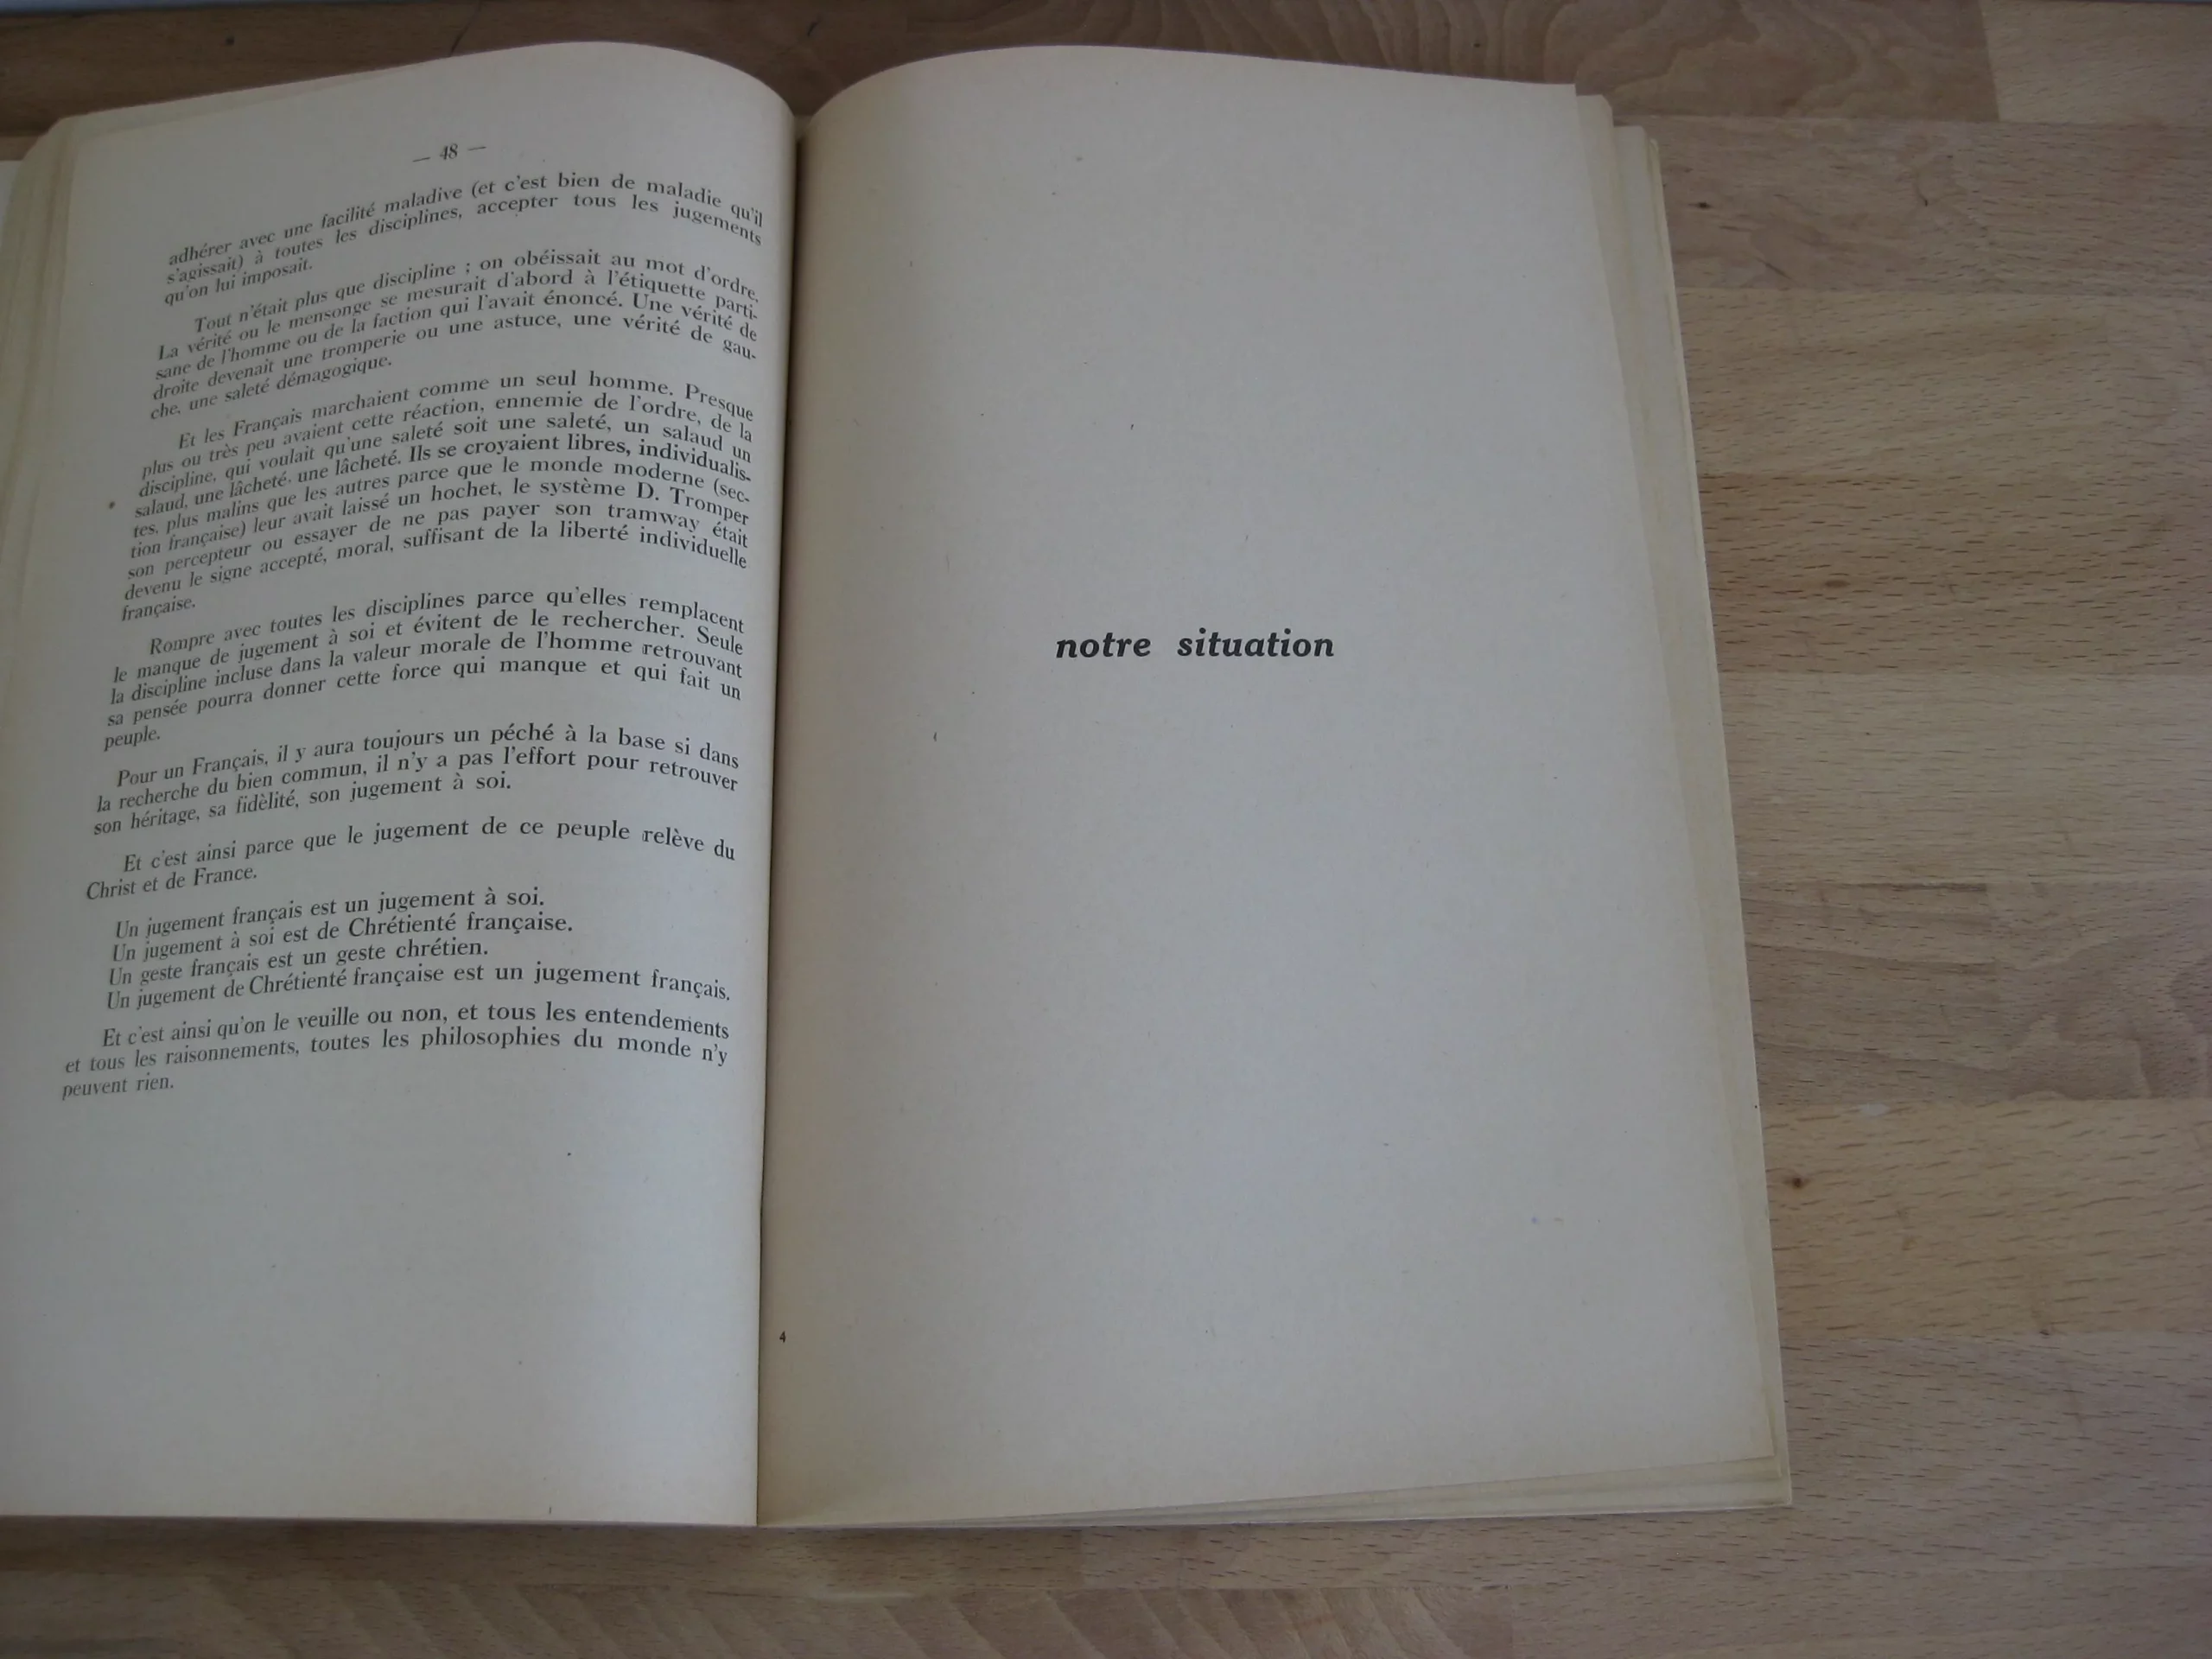 — 48 —
adhérer avec une facilité maladive (et c'est bien de maladie qu'il
s'agissait) à toutes les disciplines, accepter tous les jugements
qu'on lui imposait.
Tout n'était plus que discipline ; on obéissait au mot d'ordre.
La vérité ou le mensonge se mesurait d'abord à l'étiquette parti-
sane de l'homme ou de la faction qui l'avait énoncé. Une vérité de
droite devenait une tromperie ou une astuce, une vérité de gau-
che, une saleté démagogique.
Et les Français marchaient comme un seul homme. Presque
plus ou très peu avaient cette réaction, ennemie de l'ordre, de la
discipline, qui voulait qu'une saleté soit une saleté, un salaud un
salaud, une lâcheté, une lâcheté. Ils se croyaient libres, individualis-
tes, plus malins que les autres parce que le monde moderne (sec-
tion française) leur avait laissé un hochet, le système D. Tromper
son percepteur ou essayer de ne pas payer son tramway était
devenu le signe accepté, moral, suffisant de la liberté individuelle
française.
Rompre avec toutes les disciplines parce qu'elles remplacent
le manque de jugement à soi et évitent de le rechercher. Seule
la discipline incluse dans la valeur morale de l'homme retrouvant
sa pensée pourra donner cette force qui manque et qui fait un
peuple.
Pour un Français, il y aura toujours un péché à la base si dans
la recherche du bien commun, il n'y a pas l'effort pour retrouver
son héritage, sa fidèlité, son jugement à soi.
Et c'est ainsi parce que le jugement de ce peuple relève du
Christ et de France.
Un jugement français est un jugement à soi.
Un jugement à soi est de Chrétienté française.
Un geste français est un geste chrétien.
Un jugement de Chrétienté française est un jugement français.
Et c'est ainsi qu'on le veuille ou non, et tous les entendements
et tous les raisonnements, toutes les philosophies du monde n'y
peuvent rien.
notre situation
4